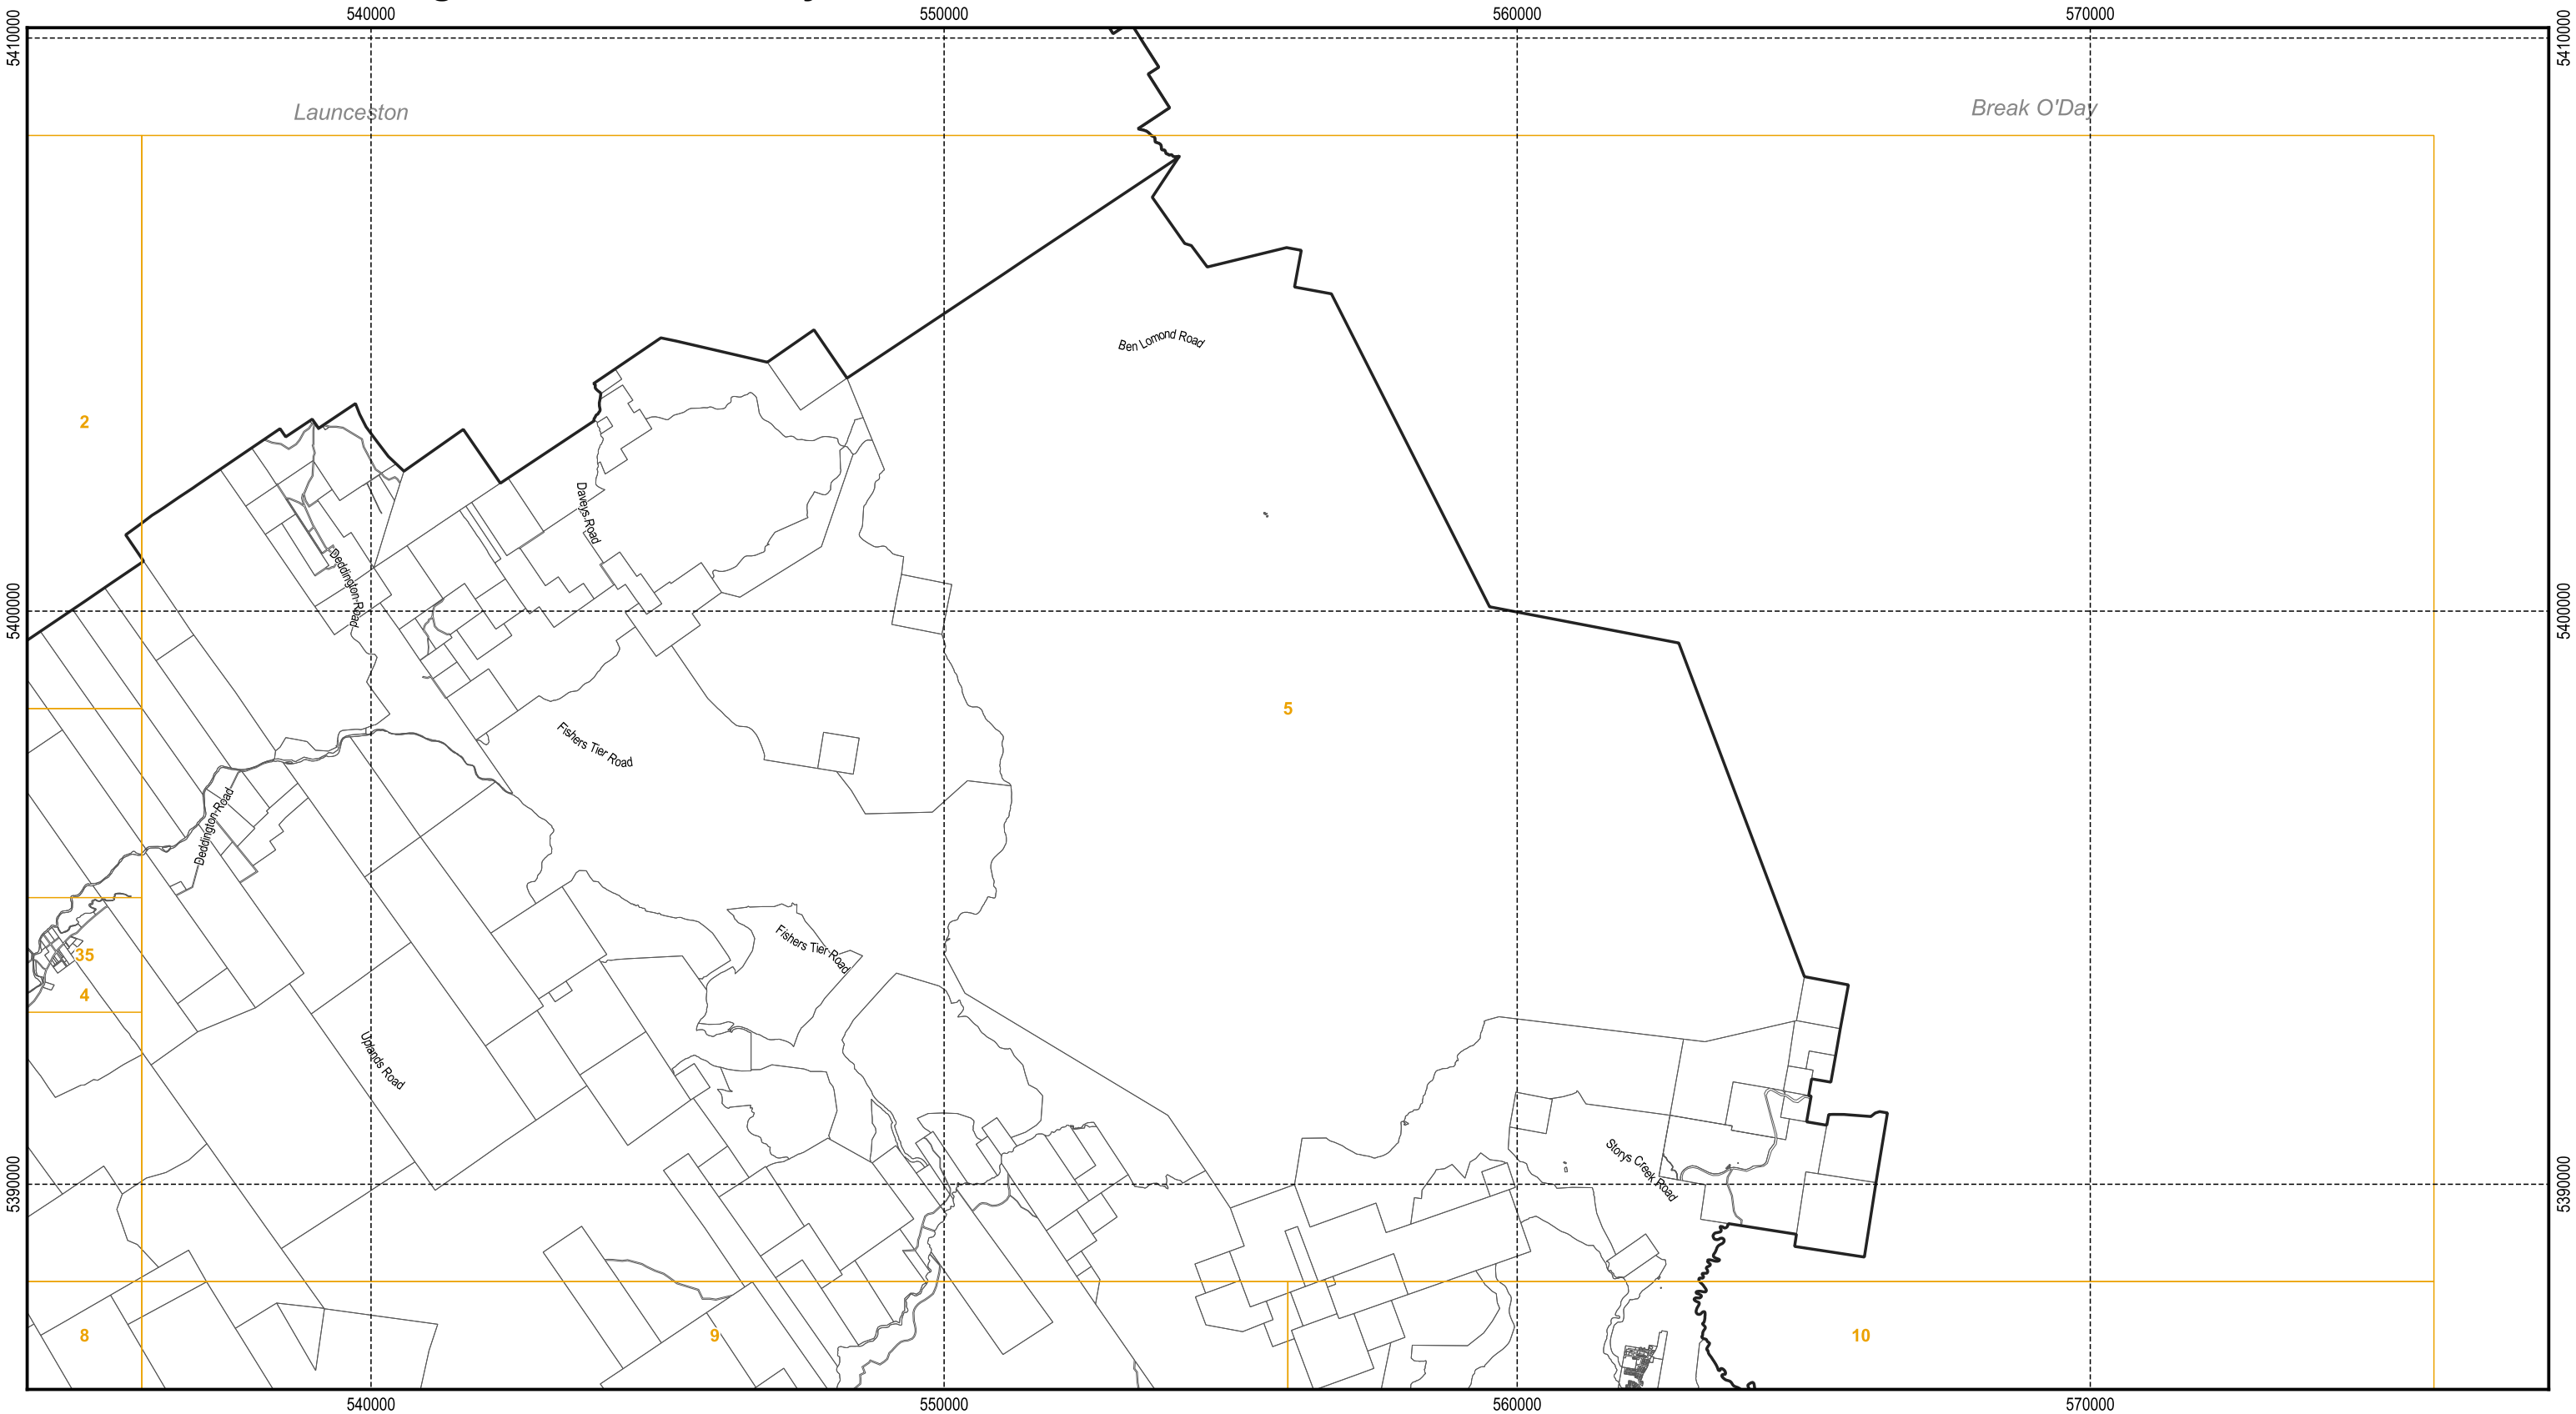 540000
550000
560000
570000
5410000
5410000
Launceston
Break O'Day
Ben Lomond Road
2
Daveys Road
Deddington Road
5400000
5400000
5
Fishers Tier Road
Deddington Road
Fishers Tier Road
35
4
Uplands Road
Storys Creek Road
5390000
5390000
8
9
10
540000
550000
560000
570000